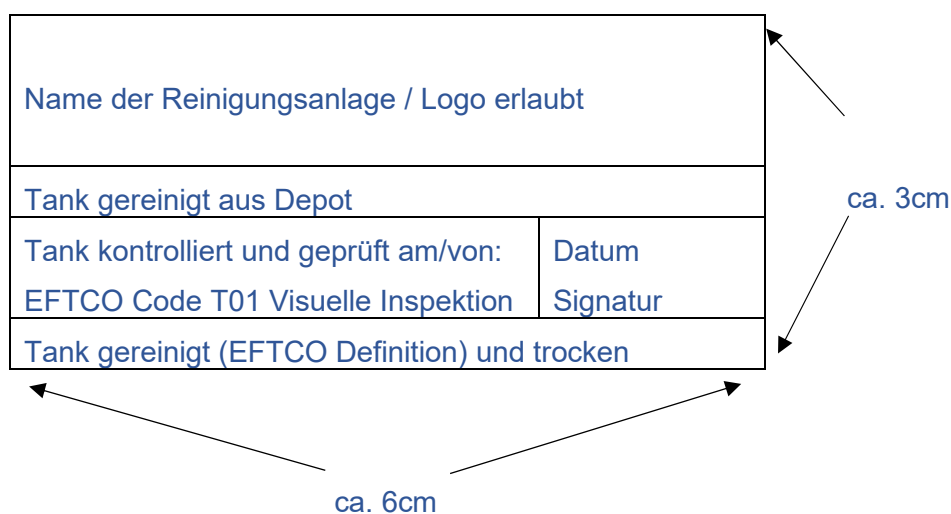 Name der Reinigungsanlage / Logo erlaubt
Tank gereinigt aus Depot
ca. 3cm
Tank kontrolliert und geprüft am/von:
Datum
EFTCO Code T01 Visuelle Inspektion
Signatur
Tank gereinigt (EFTCO Definition) und trocken
ca. 6cm